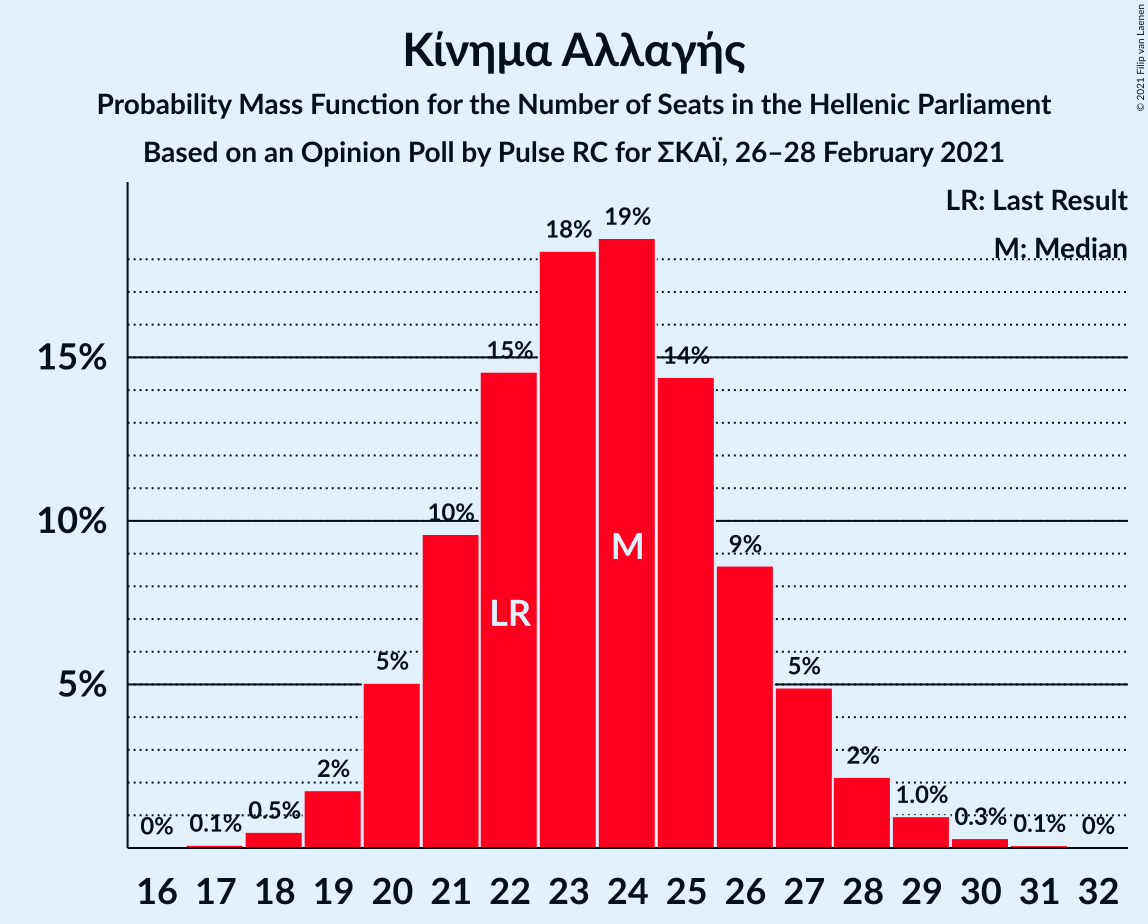 Κίνημα Αλλαγής
Probability Mass Function for the Number of Seats in the Hellenic Parliament
Based on an Opinion Poll by Pulse RC for ΣΚΑΪ, 26–28 February 2021
© 2021 Filip van Laenen
LR: Last Result
M: Median
15%
10%
5%
0%
0.1%
0.5%
2%
5%
10%
15%
18%
19%
14%
9%
5%
2%
1.0%
0.3%
0.1%
0%
LR
M
16 17 18 19 20 21 22 23 24 25 26 27 28 29 30 31 32